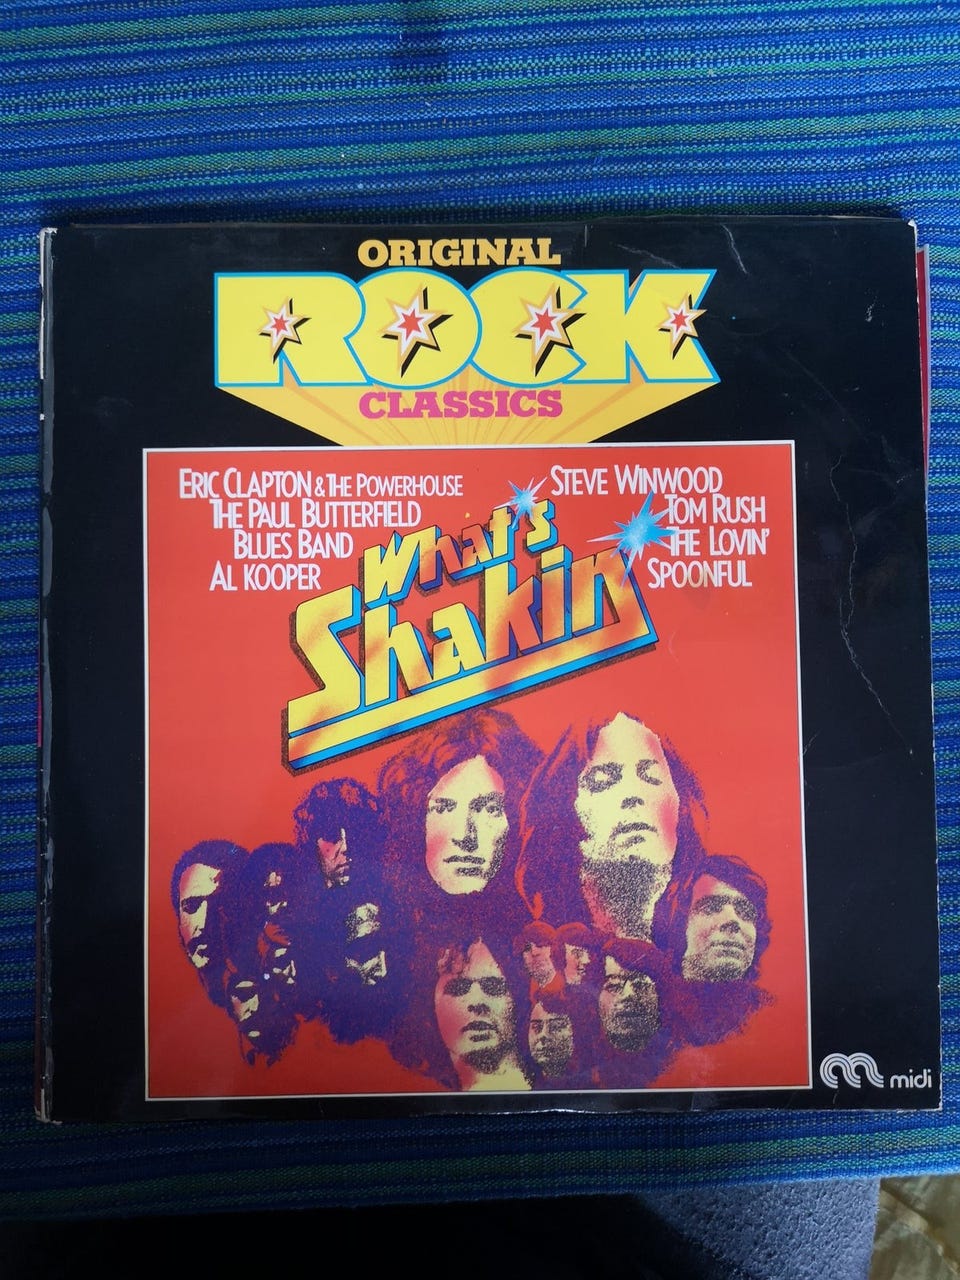 ORIGINAL
ROCK
CLASSICS
ERIC CLAPTON & THE POWERHOUSE
THE PAUL BUTTERFIELD
BLUES BAND
AL KOOPER
STEVE WINWOOD
TOM RUSH
THE LOVIN'
SPOONFUL
What's
Shakin
midi